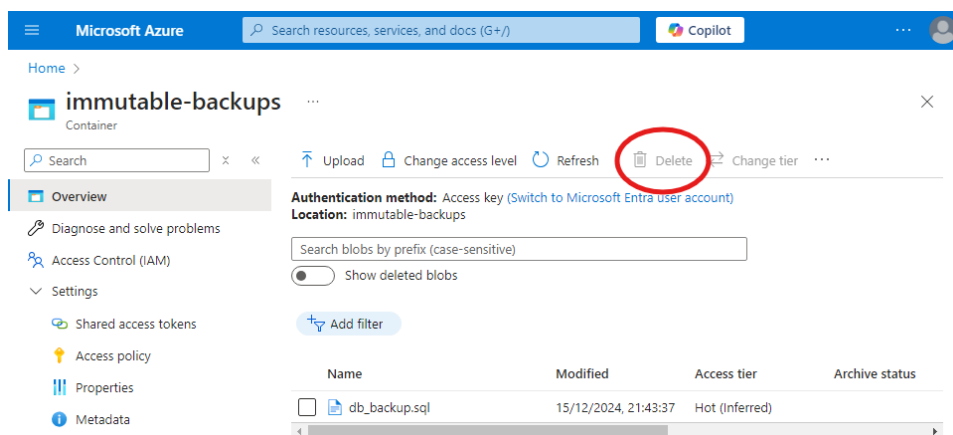 Microsoft Azure
Search resources, services, and docs (G+/)
Copilot
Home >
immutable-backups
Container
Search
Upload
Change access level
Refresh
Delete
Change tier
Overview
Diagnose and solve problems
Access Control (IAM)
Settings
Shared access tokens
Access policy
Properties
Metadata
Authentication method: Access key (Switch to Microsoft Entra user account)
Location: immutable-backups
Search blobs by prefix (case-sensitive)
Show deleted blobs
Add filter
Name Modified Access tier Archive status
db_backup.sql 15/12/2024, 21:43:37 Hot (Inferred)